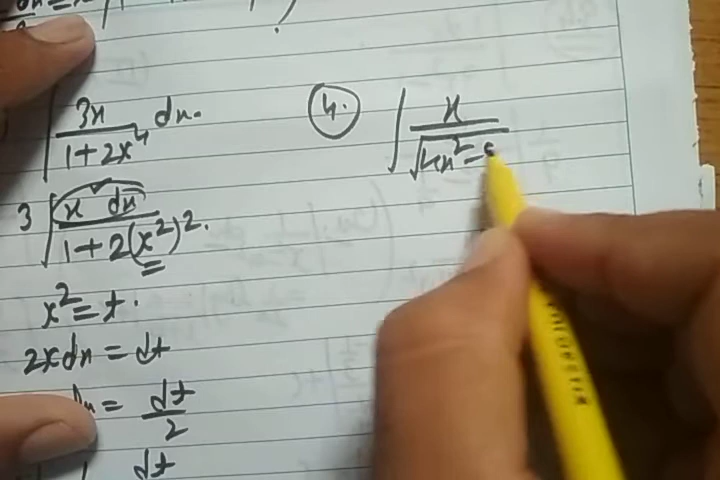 ∫ 3x / 1 + 2x⁴ dx.
3 ∫ x dx / 1 + 2(x²)².
x² = t.
2x dx = dt
= dt / 2
dt
4.
∫ x / √4x² –